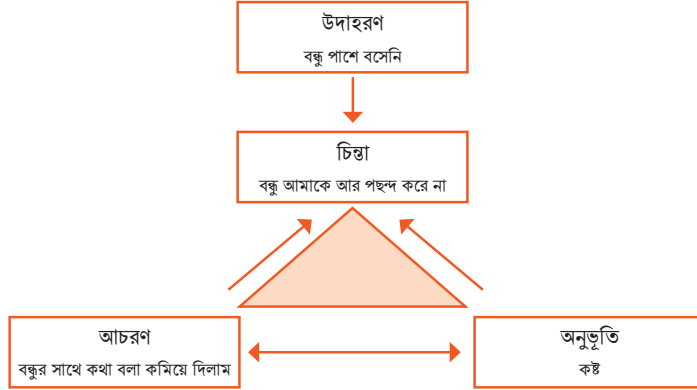 উদাহরণ
বন্ধু পাশে বসেনি
চিন্তা
বন্ধু আমাকে আর পছন্দ করে না
আচরণ
বন্ধুর সাথে কথা বলা কমিয়ে দিলাম
অনুভূতি
কষ্ট